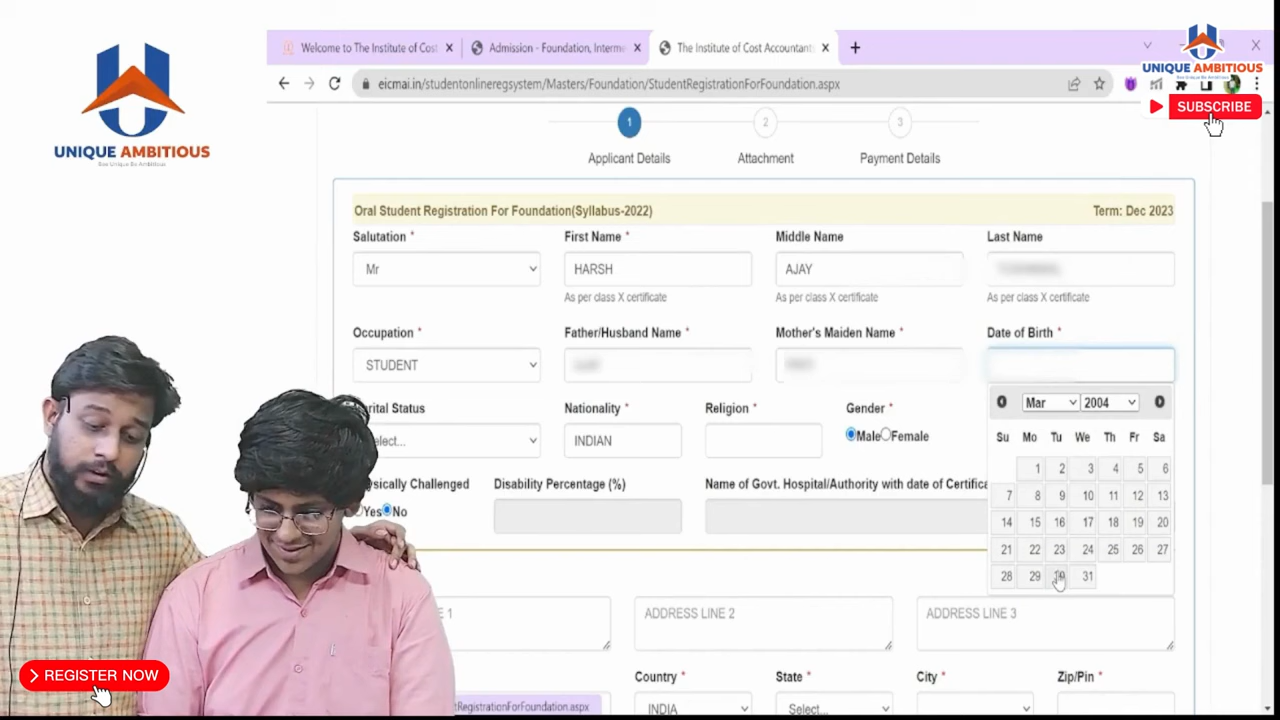 UNIQUE AMBITIOUS
Welcome to The Institute of Cost
Admission - Foundation, Interme
The Institute of Cost Accountant
eicmai.in/studentonlineregsystem/Masters/Foundation/StudentRegistrationForFoundation.aspx
UNIQUE AMBITIOUS
SUBSCRIBE
1
2
3
Applicant Details
Attachment
Payment Details
Oral Student Registration For Foundation(Syllabus-2022)
Term: Dec 2023
Salutation *
First Name *
Middle Name
Last Name
Mr
HARSH
AJAY
As per class X certificate
As per class X certificate
As per class X certificate
Occupation *
Father/Husband Name *
Mother's Maiden Name *
Date of Birth *
STUDENT
Mar
2004
Su Mo Tu We Th Fr Sa
1 2 3 4 5 6
7 8 9 10 11 12 13
14 15 16 17 18 19 20
21 22 23 24 25 26 27
28 29 30 31
Status
Nationality *
Religion *
Gender *
Select...
INDIAN
Male Female
Challenged
Disability Percentage (%)
Name of Govt. Hospital/Authority with date of Certifica
Yes No
1
ADDRESS LINE 2
ADDRESS LINE 3
Country *
State *
City *
Zip/Pin *
INDIA
Select...
RegistrationForFoundation.aspx
REGISTER NOW